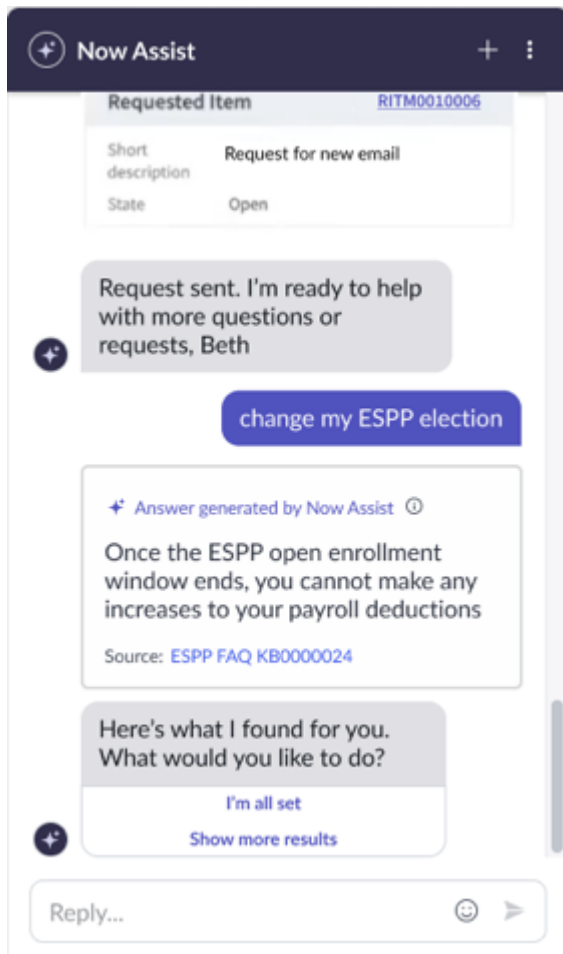 Now Assist
Requested Item RITM0010006
Short description Request for new email
State Open
Request sent. I'm ready to help
with more questions or
requests, Beth
change my ESPP election
Answer generated by Now Assist
Once the ESPP open enrollment
window ends, you cannot make any
increases to your payroll deductions
Source: ESPP FAQ KB0000024
Here's what I found for you.
What would you like to do?
I'm all set
Show more results
Reply...